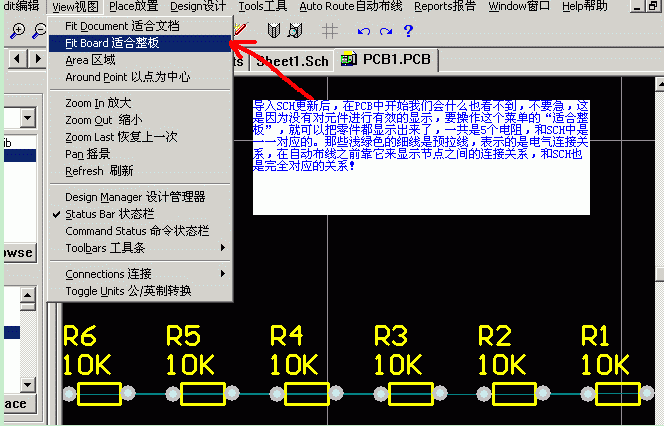 dit编辑 View视图 Place放置 Design设计 Tools工具 Auto Route自动布线 Reports报告 Window窗口 Help帮助
Fit Document 适合文档
Fit Board 适合整板
Area 区域
Around Point 以点为中心
Zoom In 放大
Zoom Out 缩小
Zoom Last 恢复上一次
Pan 摇景
Refresh 刷新
Design Manager 设计管理器
Status Bar 状态栏
Command Status 命令状态栏
Toolbars 工具条
Connections 连接
Toggle Units 公/英制转换
ts Sheet1.Sch PCB1.PCB
导入SCH更新后，在PCB中开始我们会什么也看不到，不要急，这
是因为没有对元件进行有效的显示，要操作这个菜单的“适合整
板”，就可以把零件都显示出来了，一共是5个电阻，和SCH中是
一一对应的。那些浅绿色的细线是预拉线，表示的是电气连接关
系，在自动布线之前靠它来显示节点之间的连接关系，和SCH也
是完全对应的关系！
ib
owse
ace
R6 R5 R4 R3 R2 R1
10K 10K 10K 10K 10K 10K